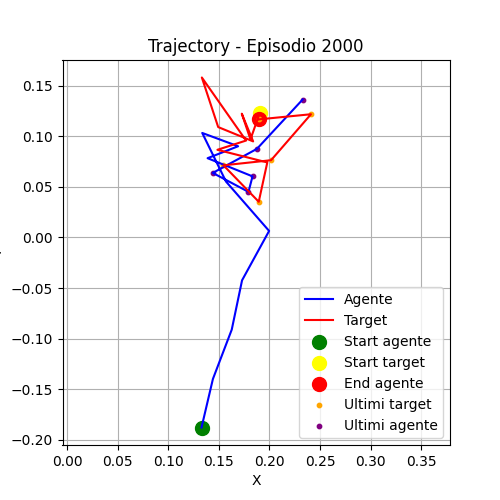 Trajectory - Episodio 2000
0.15
0.10
0.05
0.00
−0.05
−0.10
−0.15
−0.20
0.00 0.05 0.10 0.15 0.20 0.25 0.30 0.35
X
Agente
Target
Start agente
Start target
End agente
Ultimi target
Ultimi agente